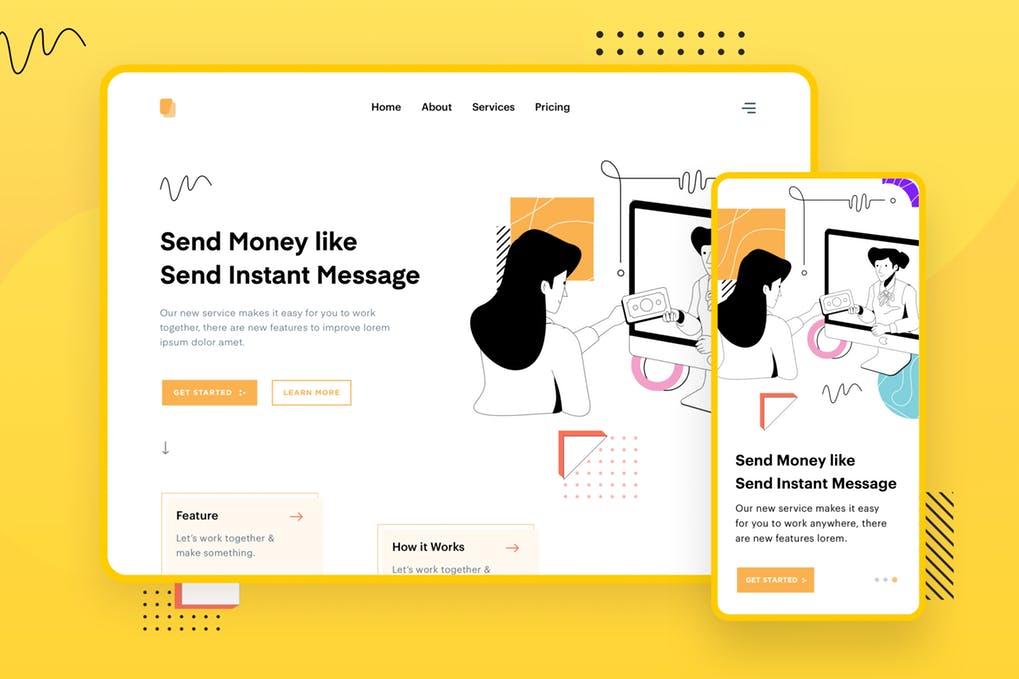 Home About Services Pricing
Send Money like
Send Instant Message
Our new service makes it easy for you to work
together, there are new features to improve lorem
ipsum dolor amet.
GET STARTED LEARN MORE
Feature
Let's work together &
make something.
How it Works
Let's work together &
Send Money like
Send Instant Message
Our new service makes it easy
for you to work anywhere, there
are new features lorem.
GET STARTED